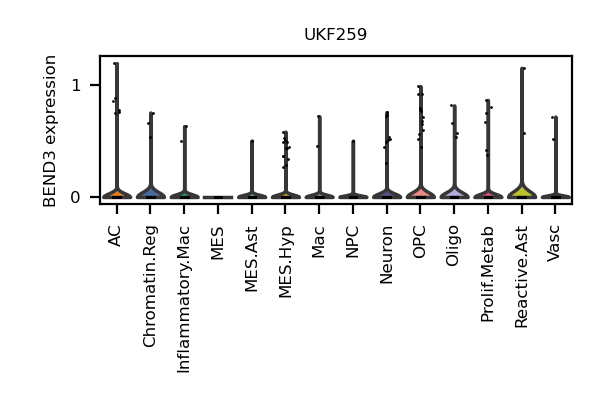 UKF259
BEND3 expression
1
0
AC
Chromatin.Reg
Inflammatory.Mac
MES
MES.Ast
MES.Hyp
Mac
NPC
Neuron
OPC
Oligo
Prolif.Metab
Reactive.Ast
Vasc